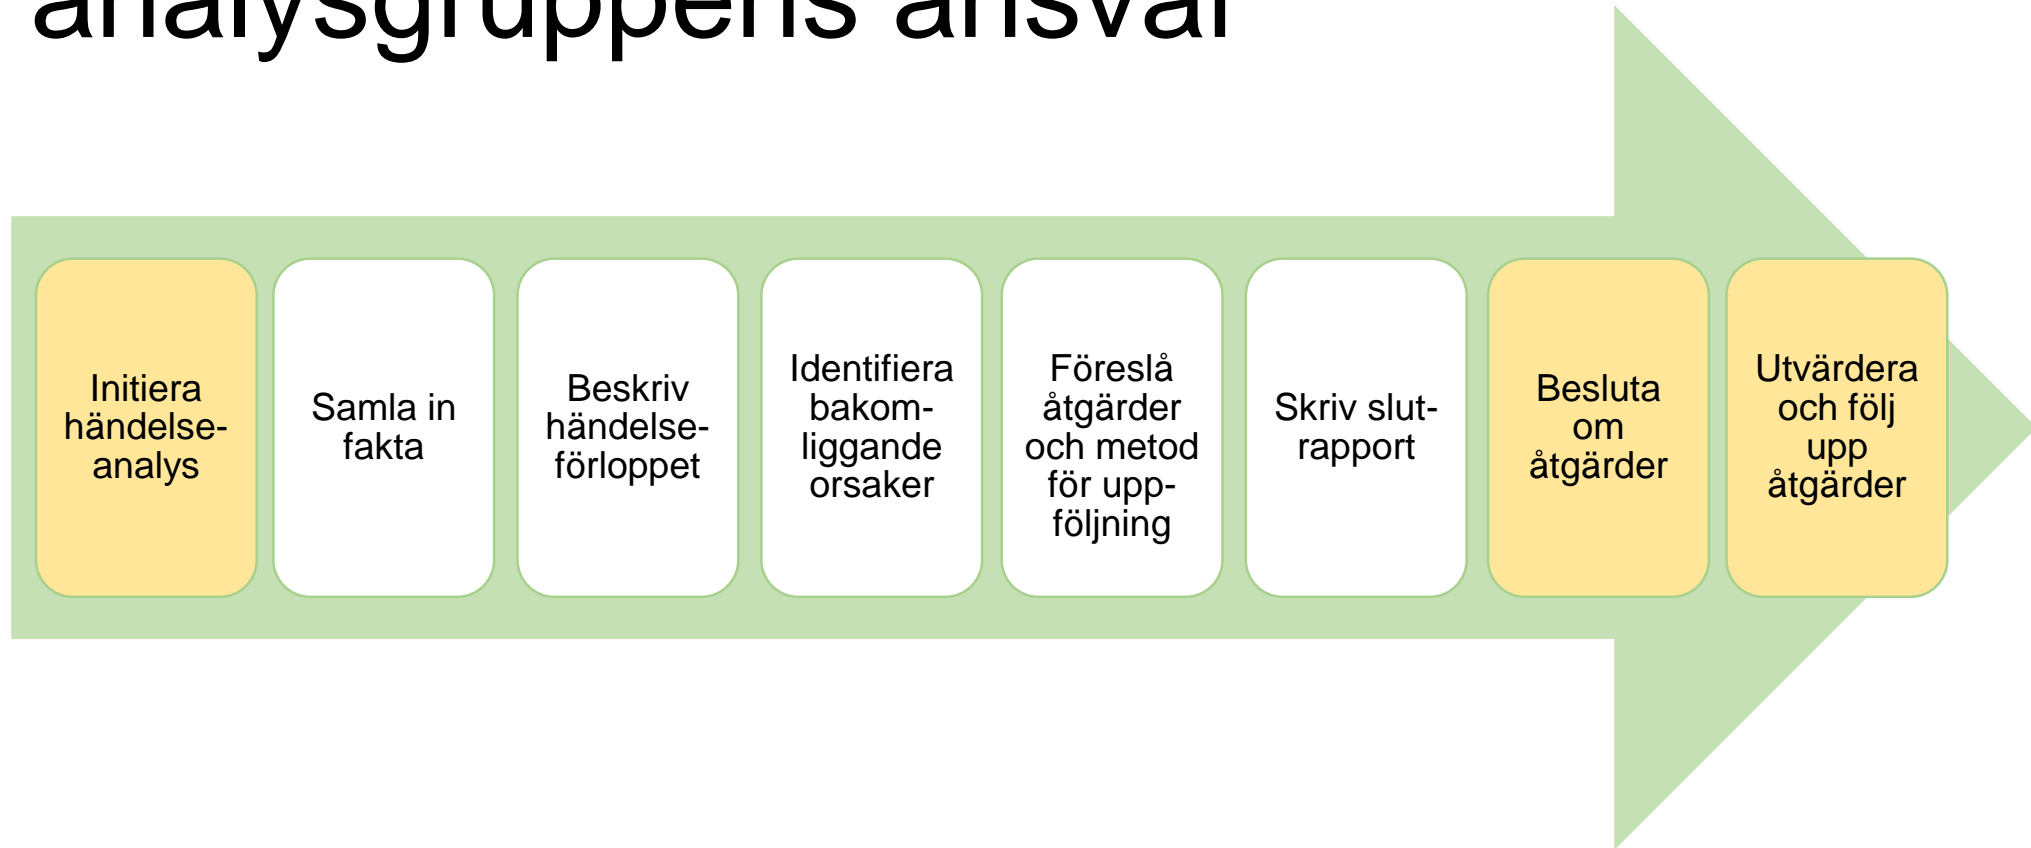 analysgruppens ansvar
Initiera
händelse-
analys
Samla in
fakta
Beskriv
händelse-
förloppet
Identifiera
bakom-
liggande
orsaker
Föreslå
åtgärder
och metod
för upp-
följning
Skriv slut-
rapport
Besluta
om
åtgärder
Utvärdera
och följ
upp
åtgärder